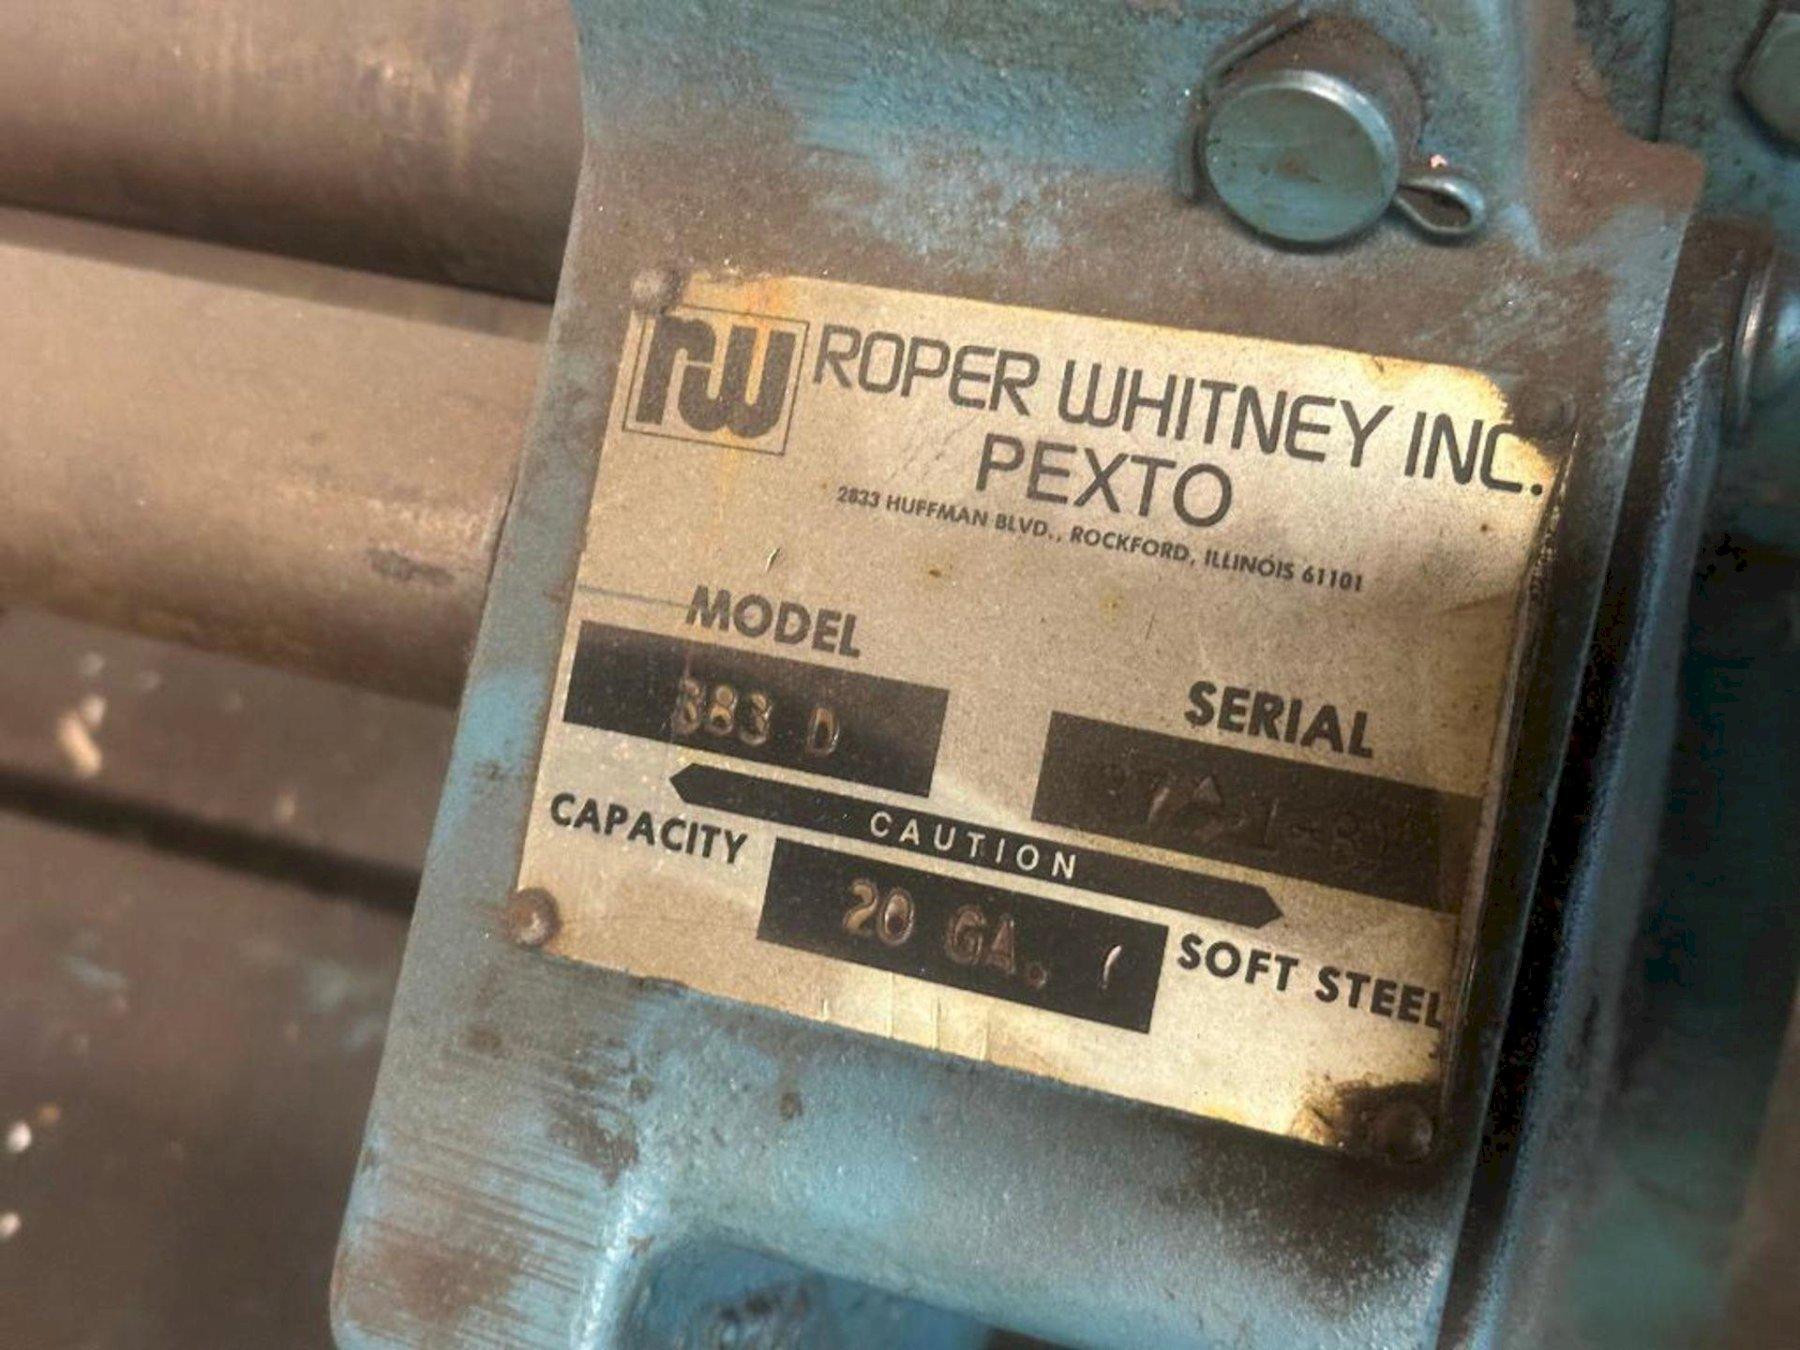 rw ROPER WHITNEY INC.
PEXTO
2833 HUFFMAN BLVD., ROCKFORD, ILLINOIS 61101
MODEL
383 D
SERIAL
CAUTION
CAPACITY 20 GA. SOFT STEEL